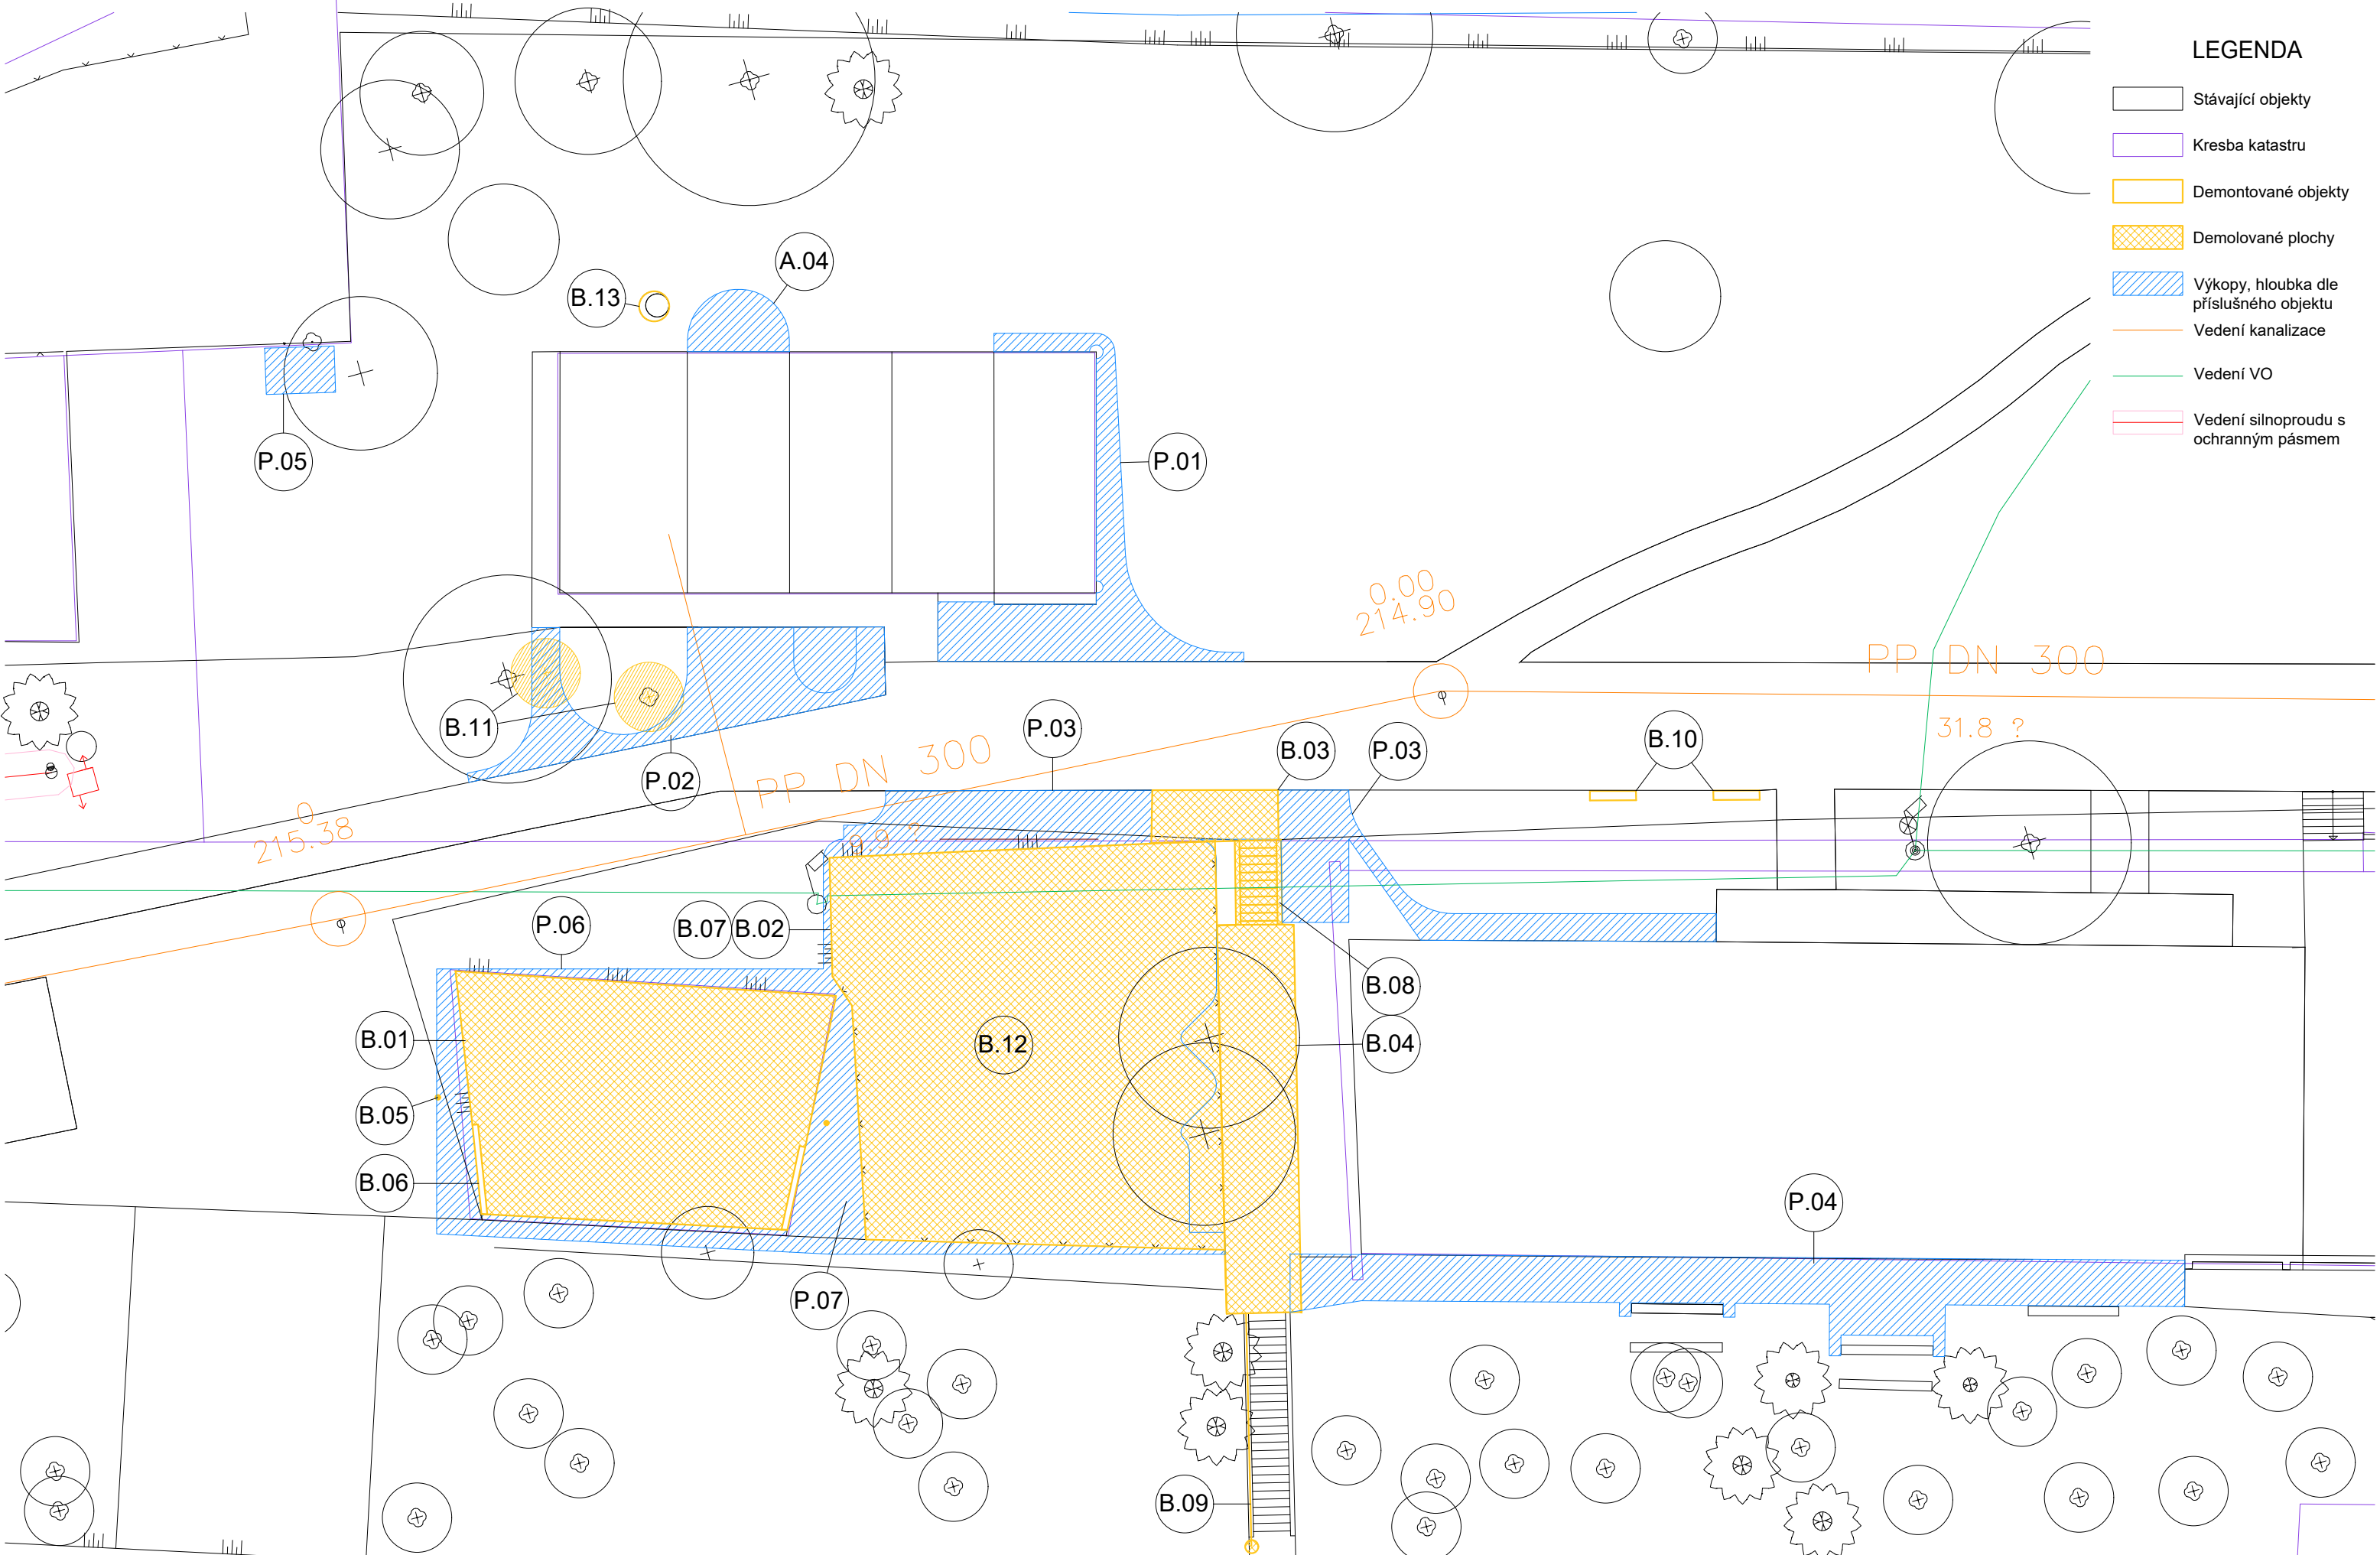 LEGENDA
Stávající objekty
Kresba katastru
Demontované objekty
Demolované plochy
Výkopy, hloubka dle
příslušného objektu
Vedení kanalizace
Vedení VO
Vedení silnoproudu s
ochranným pásmem
A.04
B.13
P.05
P.01
0.00
214.90
PP DN 300
31.8 ?
B.11
P.02
P.03
B.03
P.03
B.10
PP DN 300
0
215.38
0.9 ?
P.06
B.07
B.02
B.08
B.01
B.12
B.04
B.05
B.06
P.04
P.07
B.09